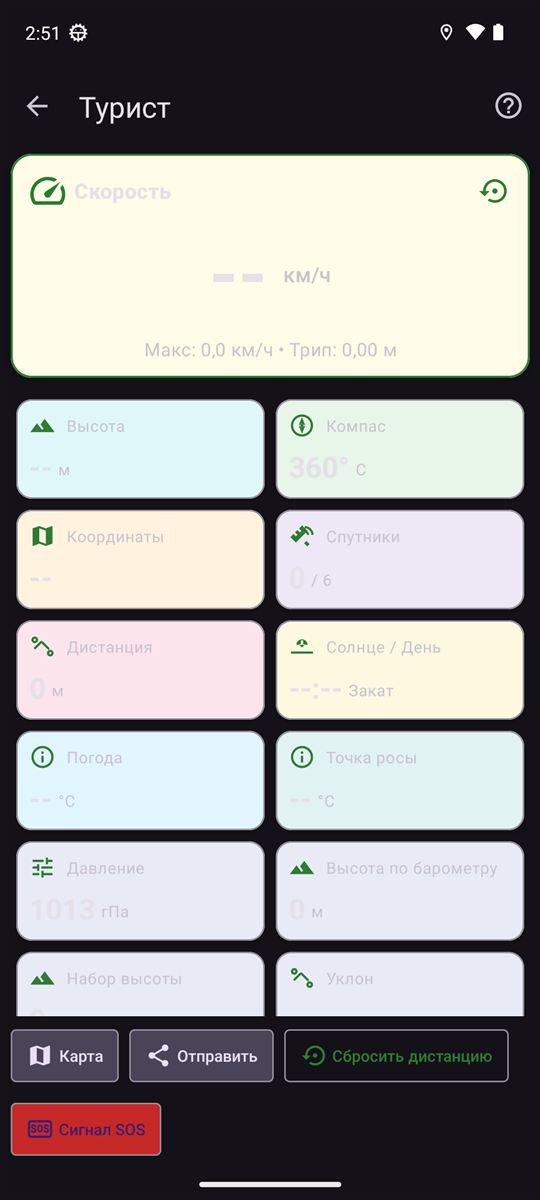 2:51
Турист
Скорость
-- км/ч
Макс: 0,0 км/ч • Трип: 0,00 м
Высота
-- м
Компас
360° С
Координаты
--
Спутники
0 / 6
Дистанция
0 м
Солнце / День
--:-- Закат
Погода
-- °C
Точка росы
-- °C
Давление
1013 гПа
Высота по барометру
0 м
Набор высоты
Уклон
Карта
Отправить
Сбросить дистанцию
SOS Сигнал SOS